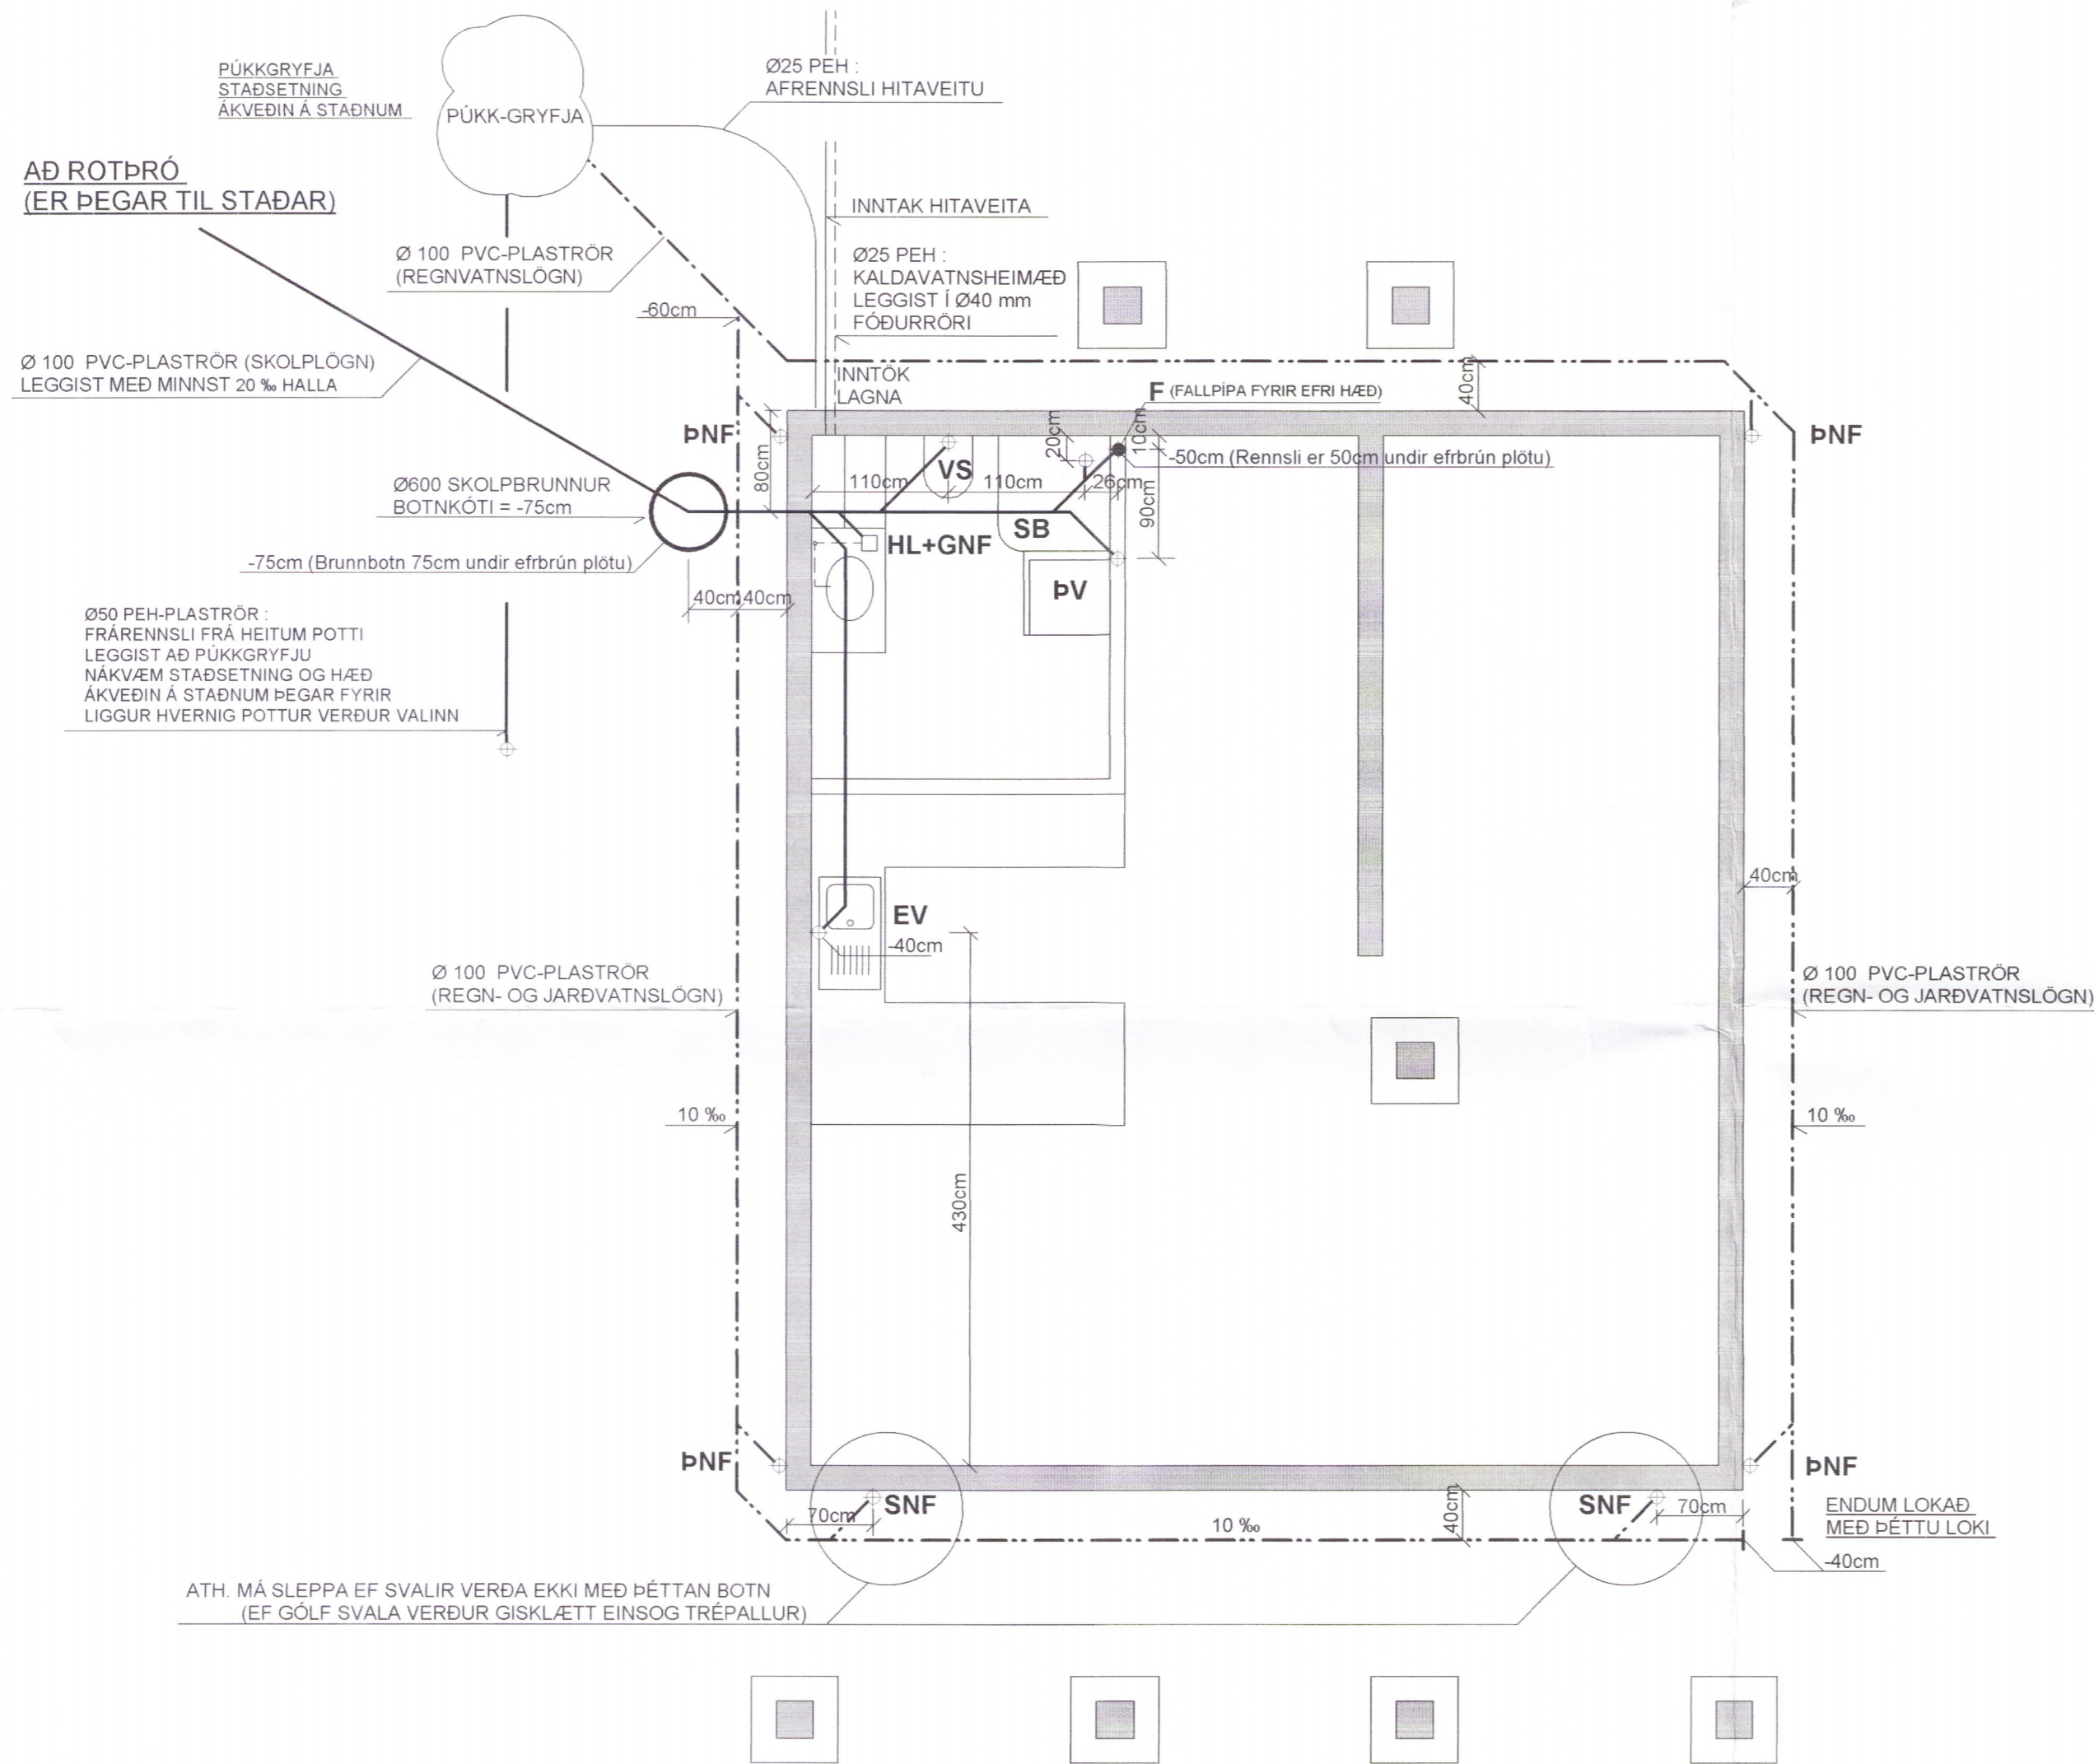 PÚKKGRYFJA
STAÐSETNING
ÁKVEÐIN Á STAÐNUM
PÚKK-GRYFJA
Ø25 PEH :
AFRENNSLI HITAVEITU
AÐ ROTÞRÓ
(ER ÞEGAR TIL STAÐAR)
INNTAK HITAVEITA
Ø 100 PVC-PLASTRÖR
(REGNVATNSLÖGN)
Ø25 PEH :
KALDAVATNSHEIMÆÐ
LEGGIST Í Ø40 mm
FÓÐURRÖRI
-60cm
Ø 100 PVC-PLASTRÖR (SKOLPLÖGN)
LEGGIST MEÐ MINNST 20 ‰ HALLA
INNTÖK
LAGNA
F (FALLPÍPA FYRIR EFRI HÆÐ)
40cm
ÞNF
80cm
20cm
10cm
-50cm (Rennsli er 50cm undir efrbrún plötu)
ÞNF
VS
110cm
110cm
26cm
90cm
Ø600 SKOLPBRUNNUR
BOTNKÓTI = -75cm
SB
HL+GNF
-75cm (Brunnbotn 75cm undir efrbrún plötu)
ÞV
40cm
40cm
Ø50 PEH-PLASTRÖR :
FRÁRENNSLI FRÁ HEITUM POTTI
LEGGIST AÐ PÚKKGRYFJU
NÁKVÆM STAÐSETNING OG HÆÐ
ÁKVEÐIN Á STAÐNUM ÞEGAR FYRIR
LIGGUR HVERNIG POTTUR VERÐUR VALINN
40cm
EV
-40cm
Ø 100 PVC-PLASTRÖR
(REGN- OG JARÐVATNSLÖGN)
Ø 100 PVC-PLASTRÖR
(REGN- OG JARÐVATNSLÖGN)
10 ‰
10 ‰
430cm
ÞNF
ÞNF
SNF
70cm
10 ‰
40cm
SNF
70cm
ENDUM LOKAÐ
MEÐ ÞÉTTU LOKI
-40cm
ATH. MÁ SLEPPA EF SVALIR VERÐA EKKI MEÐ ÞÉTTAN BOTN
(EF GÓLF SVALA VERÐUR GISKLÆTT EINSOG TRÉPALLUR)